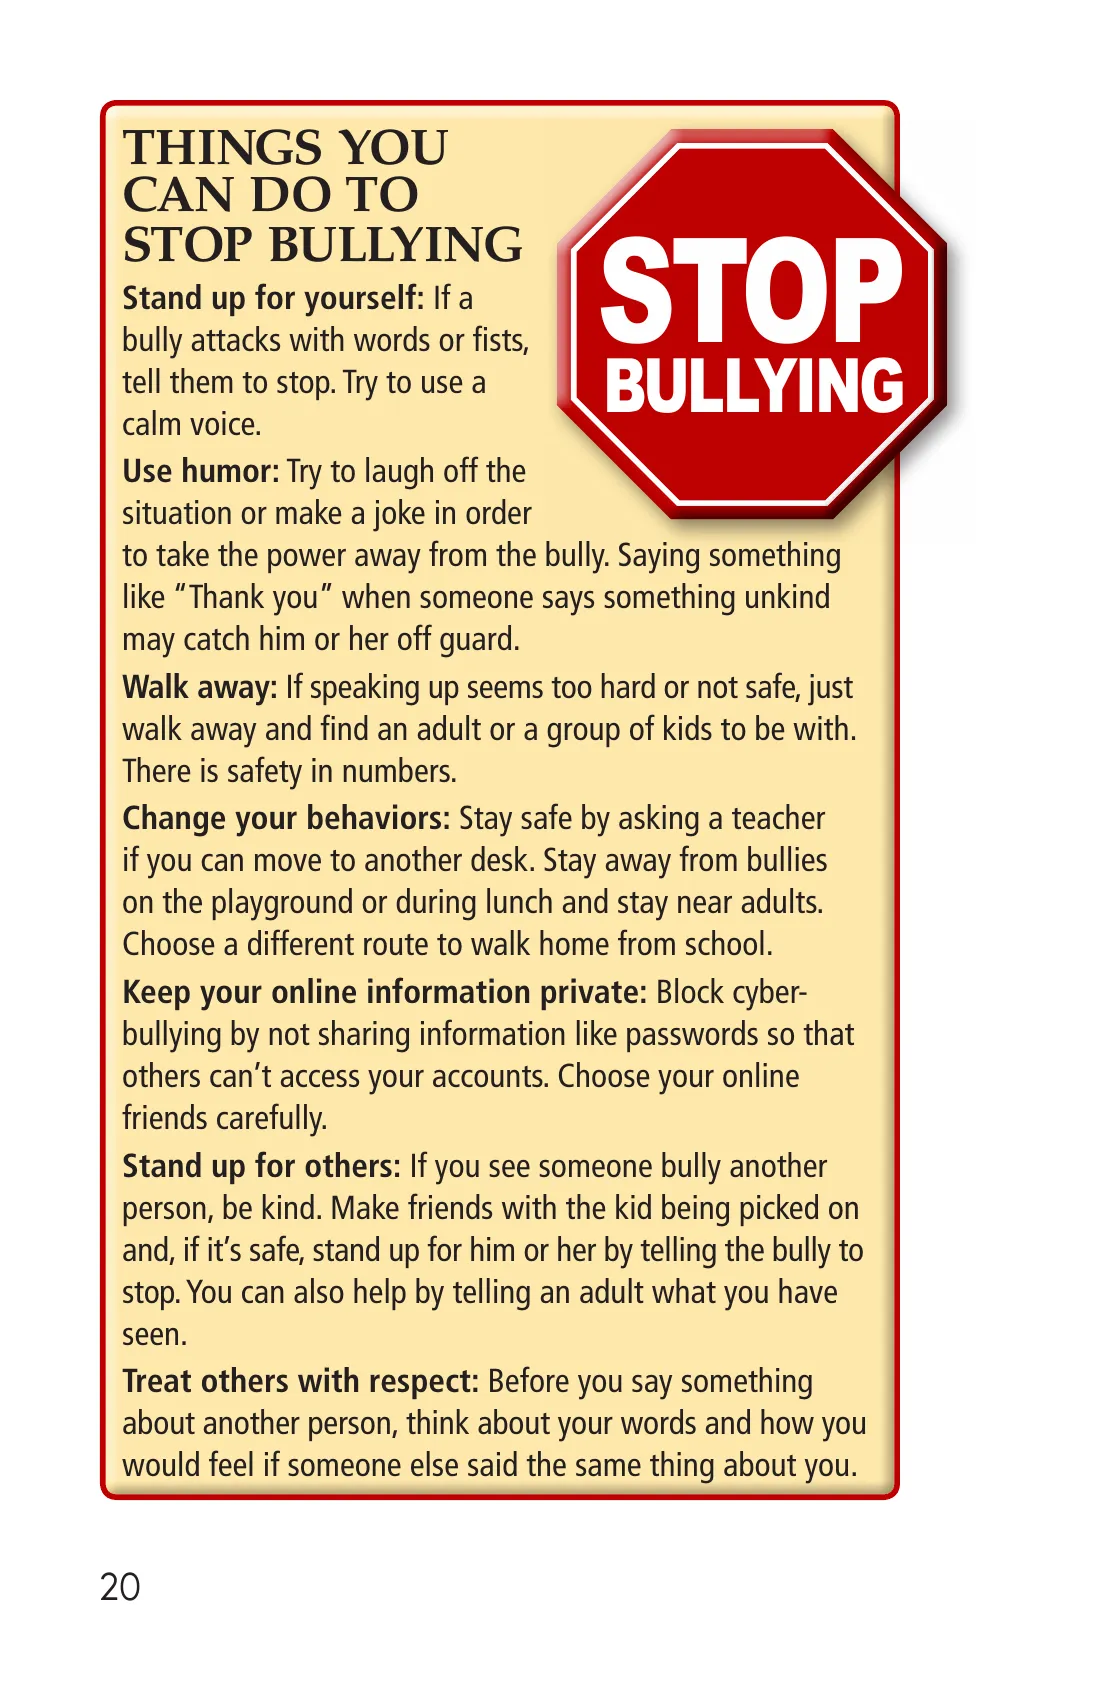 THINGS YOU
CAN DO TO
STOP BULLYING
STOP
BULLYING
Stand up for yourself: If a
bully attacks with words or fists,
tell them to stop. Try to use a
calm voice.
Use humor: Try to laugh off the
situation or make a joke in order
to take the power away from the bully. Saying something
like “Thank you” when someone says something unkind
may catch him or her off guard.
Walk away: If speaking up seems too hard or not safe, just
walk away and find an adult or a group of kids to be with.
There is safety in numbers.
Change your behaviors: Stay safe by asking a teacher
if you can move to another desk. Stay away from bullies
on the playground or during lunch and stay near adults.
Choose a different route to walk home from school.
Keep your online information private: Block cyber-
bullying by not sharing information like passwords so that
others can’t access your accounts. Choose your online
friends carefully.
Stand up for others: If you see someone bully another
person, be kind. Make friends with the kid being picked on
and, if it’s safe, stand up for him or her by telling the bully to
stop. You can also help by telling an adult what you have
seen.
Treat others with respect: Before you say something
about another person, think about your words and how you
would feel if someone else said the same thing about you.
20